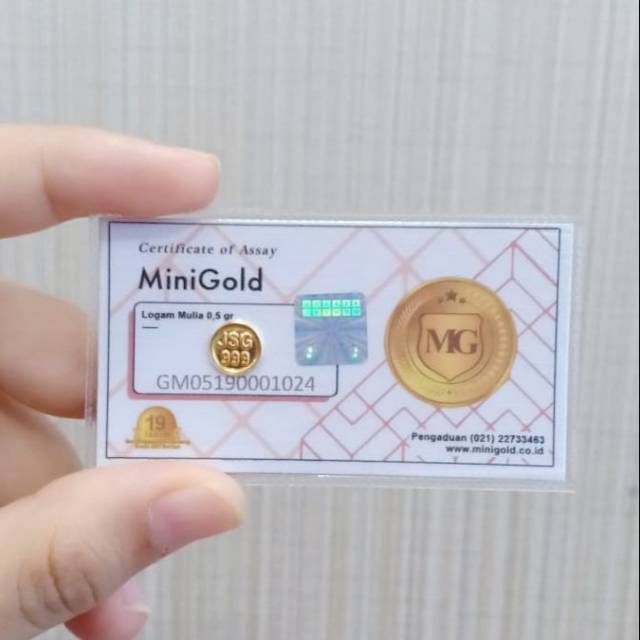 Certificate of Assay
MiniGold
Logam Mulia 0,5 gr
JSG
999
GM05190001024
MG
19
Pengaduan (021) 22733463
www.minigold.co.id